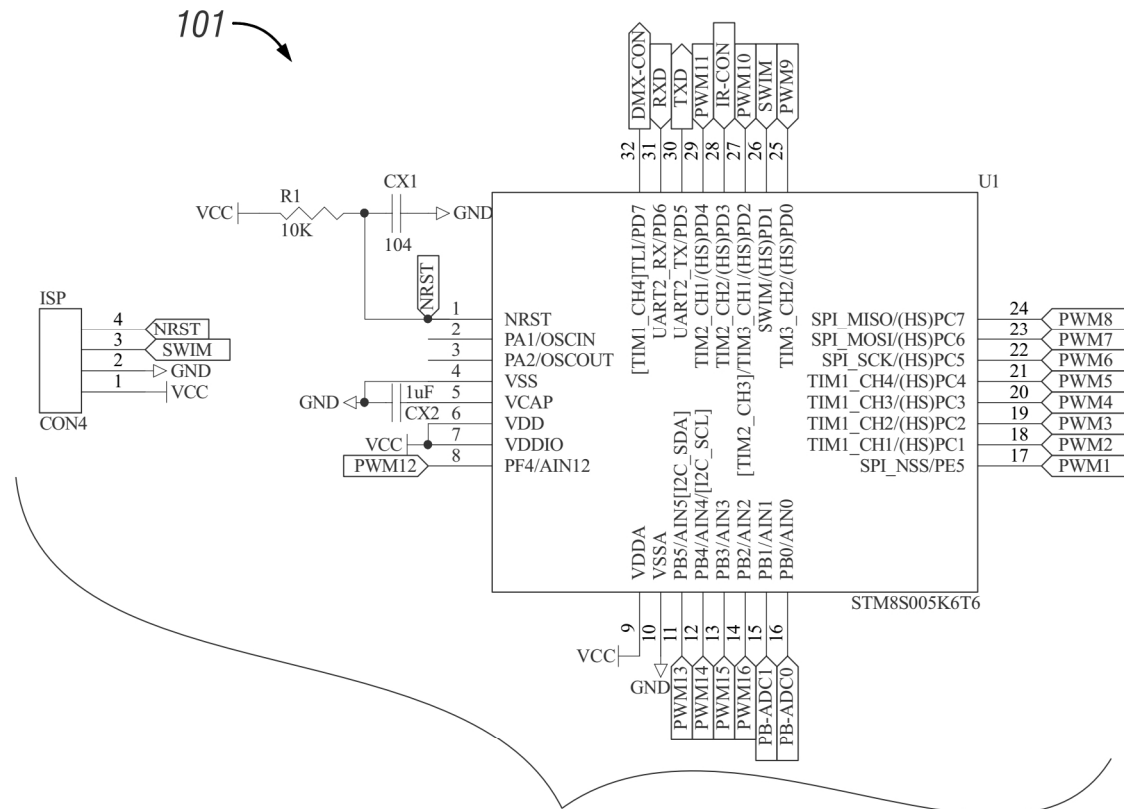 101
DMX-CON
RXD
TXD
PWM11
IR-CON
PWM10
SWIM
PWM9
32
31
30
29
28
27
26
25
U1
R1
VCC
10K
CX1
104
GND
NRST
[TIM1_CH4]TLI/PD7
UART2_RX/PD6
UART2_TX/PD5
TIM2_CH1/(HS)PD4
TIM2_CH2/(HS)PD3
[TIM2_CH3]/TIM3_CH1/(HS)PD2
SWIM/(HS)PD1
TIM3_CH2/(HS)PD0
ISP
4 NRST
3 SWIM
2 GND
1 VCC
CON4
1 NRST
2 PA1/OSCIN
3 PA2/OSCOUT
4 VSS
GND
1uF
5 VCAP
CX2
6 VDD
VCC
7 VDDIO
PWM12 8 PF4/AIN12
SPI_MISO/(HS)PC7 24 PWM8
SPI_MOSI/(HS)PC6 23 PWM7
SPI_SCK/(HS)PC5 22 PWM6
TIM1_CH4/(HS)PC4 21 PWM5
TIM1_CH3/(HS)PC3 20 PWM4
TIM1_CH2/(HS)PC2 19 PWM3
TIM1_CH1/(HS)PC1 18 PWM2
SPI_NSS/PE5 17 PWM1
VDDA
VSSA
PB5/AIN5[I2C_SDA]
PB4/AIN4/[I2C_SCL]
PB3/AIN3
PB2/AIN2
PB1/AIN1
PB0/AIN0
STM8S005K6T6
9
10
11
12
13
14
15
16
VCC
GND
PWM13
PWM14
PWM15
PWM16
PB-ADC1
PB-ADC0